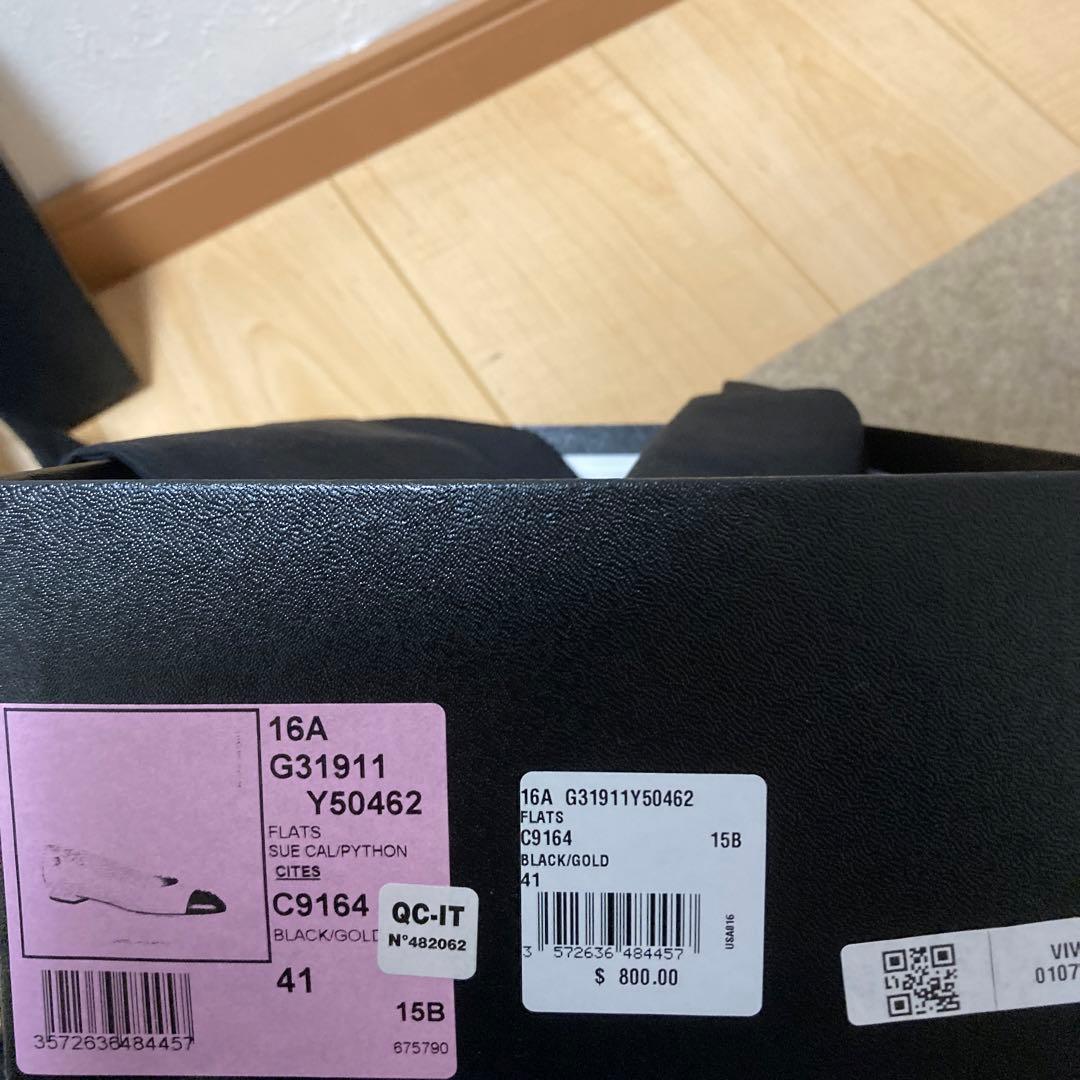 16A
G31911
Y50462
FLATS
SUE CAL/PYTHON
CITES
C9164
BLACK/GOLD
41
15B
3572636484457
675790
QC-IT
N°482062
16A G31911Y50462
FLATS
C9164 15B
BLACK/GOLD
41
USA016
3 572636 484457
$ 800.00
VIV
0107